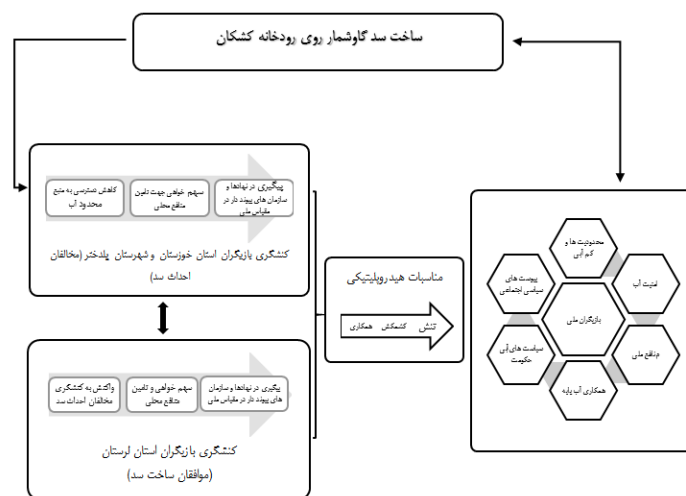 ساخت سد گاوشمار روی رودخانه کشکان
پیگیری در نهادها و
سازمان های پیوند دار در
مقیاس ملی
سهم خواهی جهت تامین
منافع محلی
کاهش دسترسی به منبع
محدود آب
کنشگری بازیگران استان خوزستان و شهرستان پلدختر (مخالفان
احداث سد)
پیگیری در نهادها و سازمان
های پیوند دار در مقیاس ملی
سهم خواهی و تامین
منافع محلی
واکنش به کنشگری
مخالفان احداث سد
کنشگری بازیگران استان لرستان
(موافقان ساخت سد)
مناسبات هیدروپلیتیکی
تنش کشمکش همکاری
محدودیت ها و
کم آبی
امنیت آب
منافع ملی
همکاری آب پایه
سیاست های آبی
حکومت
پیوست های
سیاسی اجتماعی
بازیگران ملی